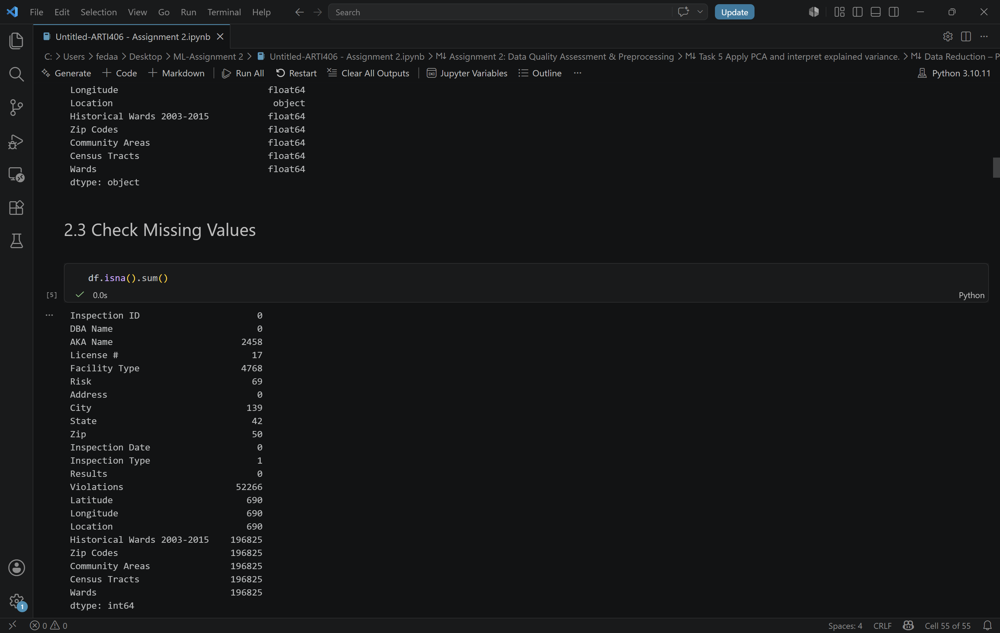 File Edit Selection View Go Run Terminal Help Search Update
Untitled-ARTI406 - Assignment 2.ipynb
C: > Users > fedaa > Desktop > ML-Assignment 2 > Untitled-ARTI406 - Assignment 2.ipynb > M↓ Assignment 2: Data Quality Assessment & Preprocessing > M↓ Task 5 Apply PCA and interpret explained variance. > M↓ Data Reduction – P
Generate + Code + Markdown Run All Restart Clear All Outputs Jupyter Variables Outline ... Python 3.10.11
Longitude float64
Location object
Historical Wards 2003-2015 float64
Zip Codes float64
Community Areas float64
Census Tracts float64
Wards float64
dtype: object
2.3 Check Missing Values
df.isna().sum()
[5] 0.0s Python
... Inspection ID 0
DBA Name 0
AKA Name 2458
License # 17
Facility Type 4768
Risk 69
Address 0
City 139
State 42
Zip 50
Inspection Date 0
Inspection Type 1
Results 0
Violations 52266
Latitude 690
Longitude 690
Location 690
Historical Wards 2003-2015 196825
Zip Codes 196825
Community Areas 196825
Census Tracts 196825
Wards 196825
dtype: int64
1
0 0 Spaces: 4 CRLF Cell 55 of 55